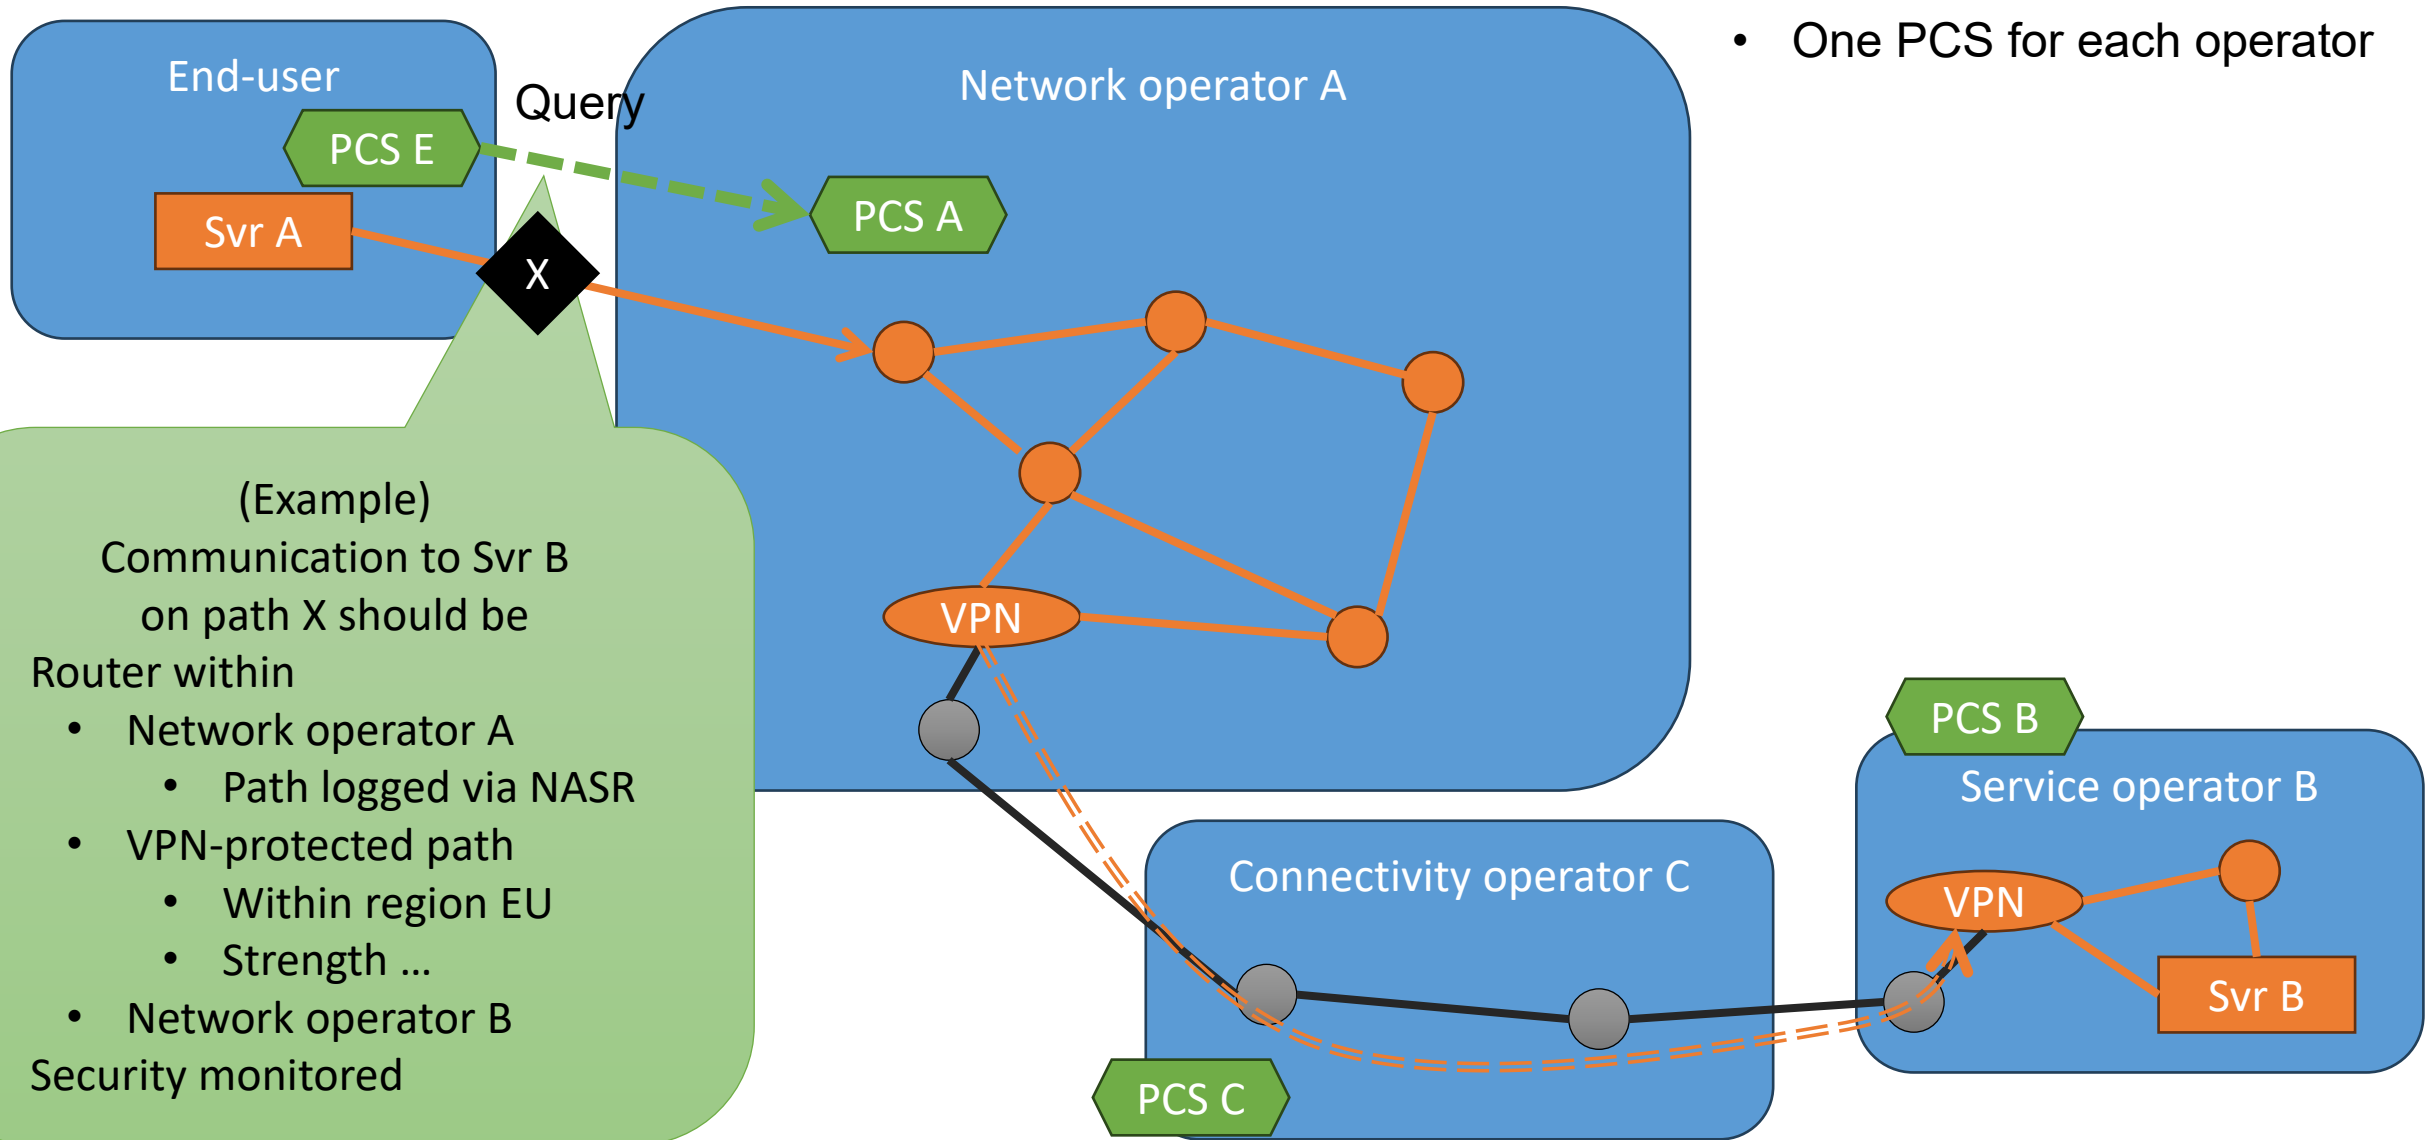 • One PCS for each operator
End-user
Query
Network operator A
PCS E
PCS A
Svr A
X
(Example)
Communication to Svr B
on path X should be
Router within
• Network operator A
• Path logged via NASR
• VPN-protected path
• Within region EU
• Strength ...
• Network operator B
Security monitored
VPN
PCS B
Service operator B
Connectivity operator C
VPN
Svr B
PCS C